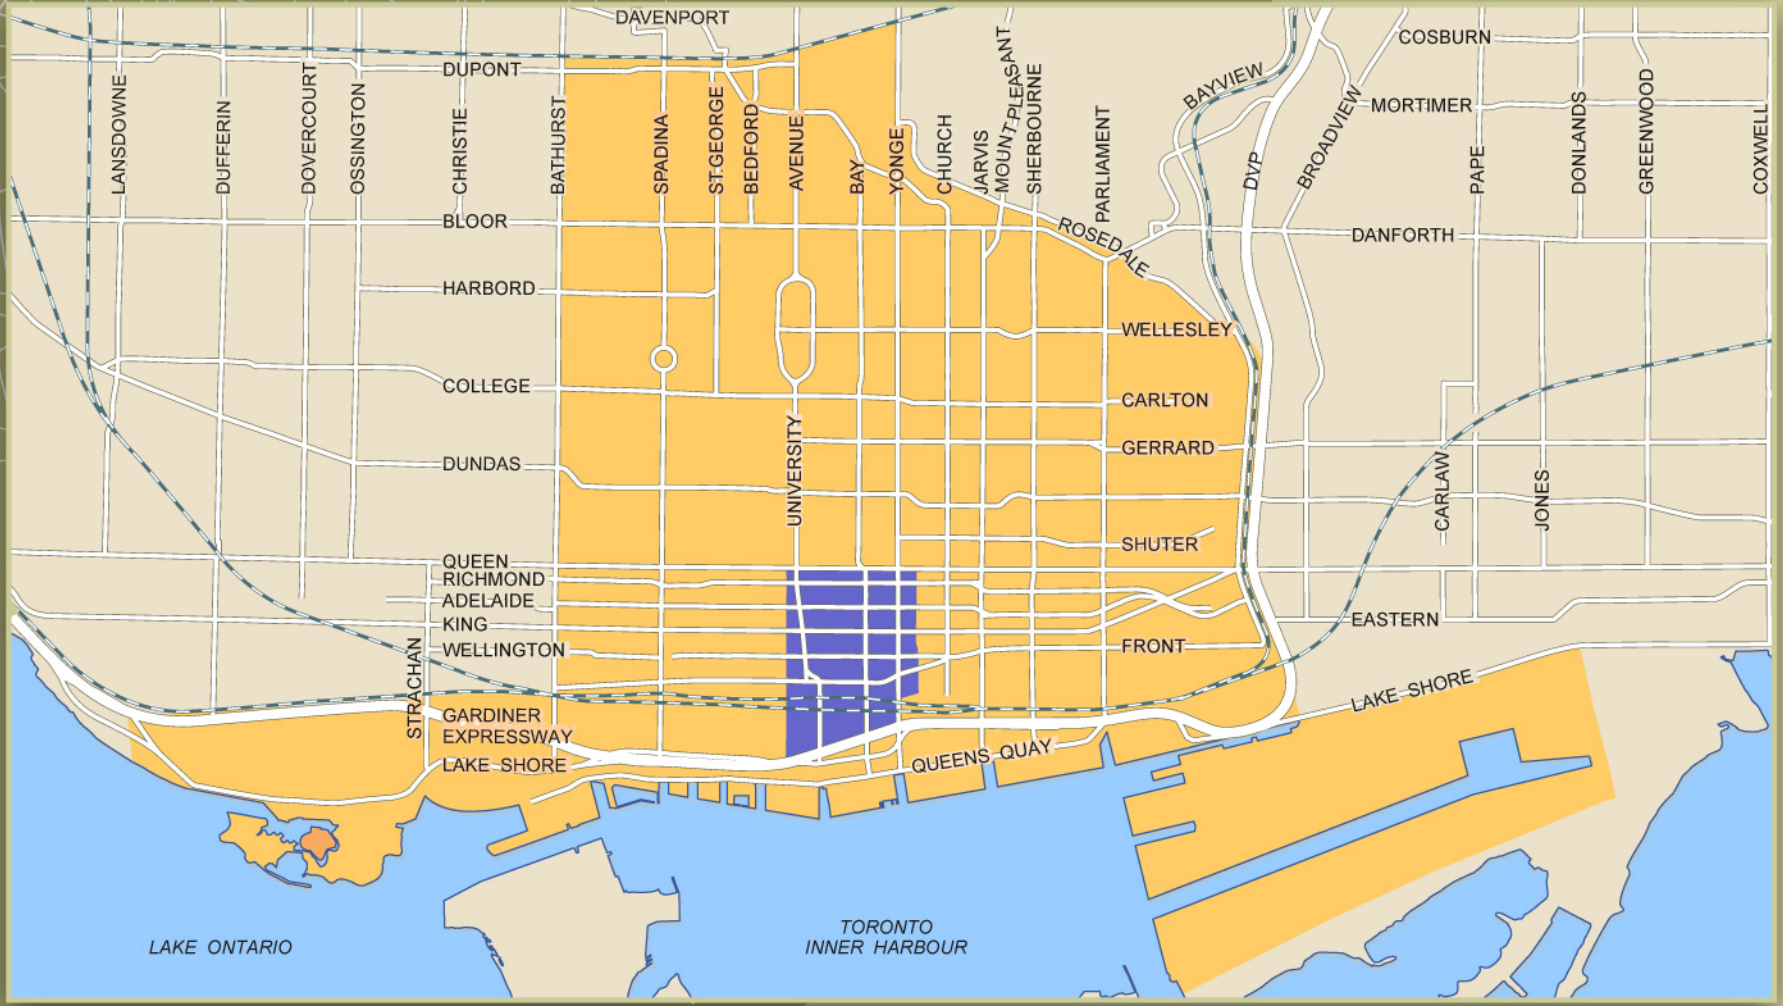 DAVENPORT
COSBURN
DUPONT
BAYVIEW
MORTIMER
LANSDOWNE
DUFFERIN
DOVERCOURT
OSSINGTON
CHRISTIE
BATHURST
SPADINA
ST.GEORGE
BEDFORD
AVENUE
BAY
YONGE
CHURCH
JARVIS
MOUNT PLEASANT
SHERBOURNE
PARLIAMENT
DVP
BROADVIEW
PAPE
DONLANDS
GREENWOOD
COXWELL
BLOOR
ROSEDALE
DANFORTH
HARBORD
WELLESLEY
COLLEGE
CARLTON
UNIVERSITY
GERRARD
DUNDAS
CARLAW
JONES
SHUTER
QUEEN
RICHMOND
ADELAIDE
KING
EASTERN
WELLINGTON
FRONT
STRACHAN
LAKE SHORE
GARDINER
EXPRESSWAY
LAKE SHORE
QUEENS QUAY
LAKE ONTARIO
TORONTO
INNER HARBOUR